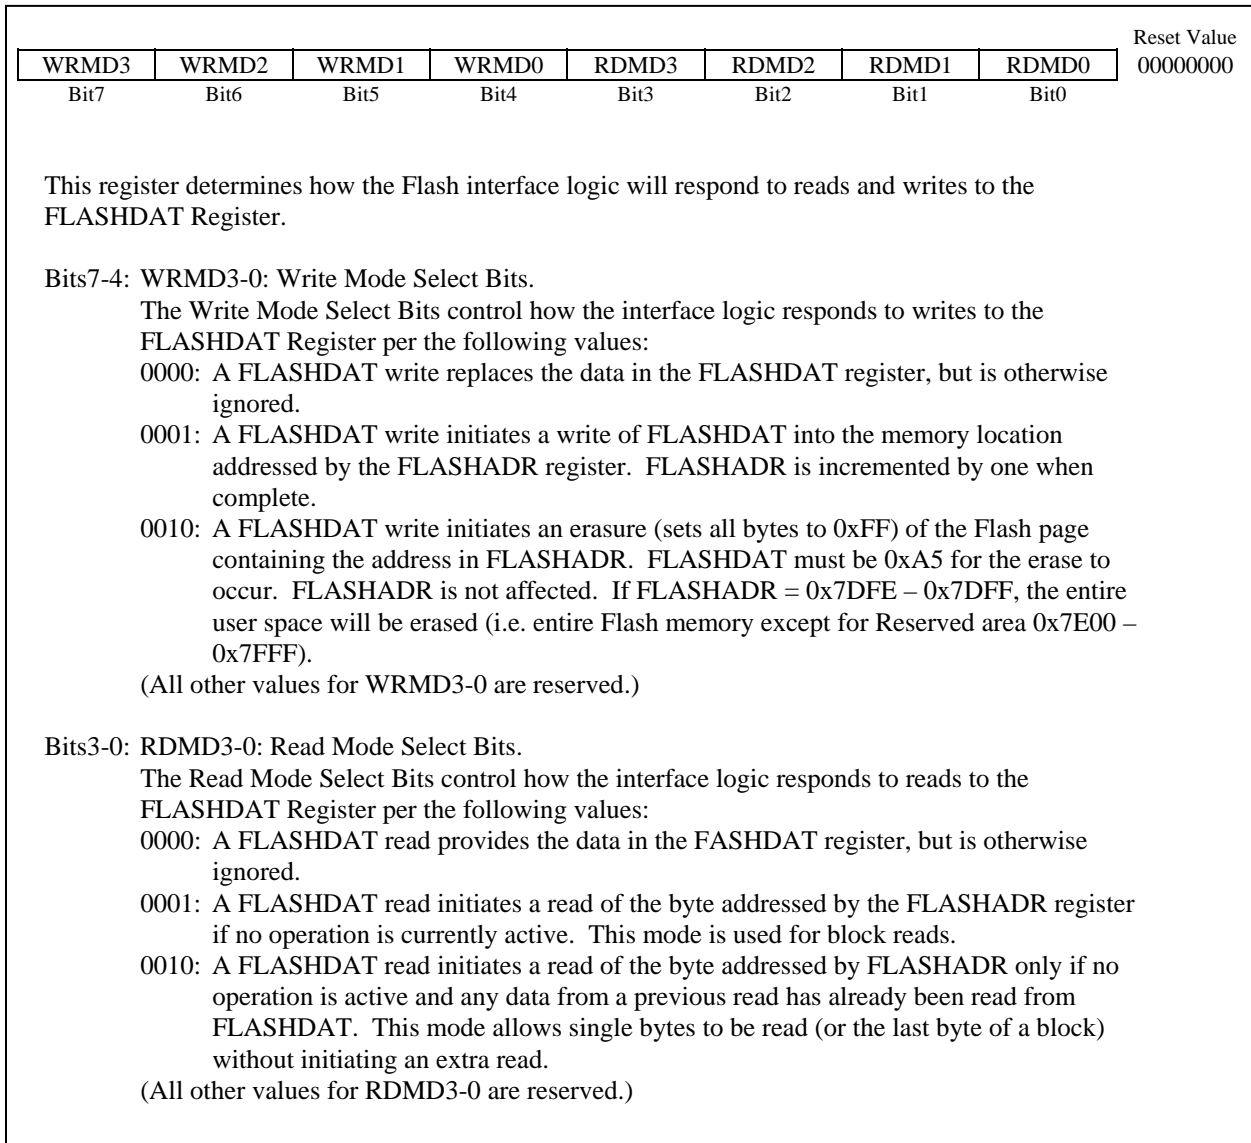 Reset Value
WRMD3 WRMD2 WRMD1 WRMD0 RDMD3 RDMD2 RDMD1 RDMD0 00000000
Bit7 Bit6 Bit5 Bit4 Bit3 Bit2 Bit1 Bit0
This register determines how the Flash interface logic will respond to reads and writes to the
FLASHDAT Register.
Bits7-4: WRMD3-0: Write Mode Select Bits.
The Write Mode Select Bits control how the interface logic responds to writes to the
FLASHDAT Register per the following values:
0000: A FLASHDAT write replaces the data in the FLASHDAT register, but is otherwise
ignored.
0001: A FLASHDAT write initiates a write of FLASHDAT into the memory location
addressed by the FLASHADR register. FLASHADR is incremented by one when
complete.
0010: A FLASHDAT write initiates an erasure (sets all bytes to 0xFF) of the Flash page
containing the address in FLASHADR. FLASHDAT must be 0xA5 for the erase to
occur. FLASHADR is not affected. If FLASHADR = 0x7DFE – 0x7DFF, the entire
user space will be erased (i.e. entire Flash memory except for Reserved area 0x7E00 –
0x7FFF).
(All other values for WRMD3-0 are reserved.)
Bits3-0: RDMD3-0: Read Mode Select Bits.
The Read Mode Select Bits control how the interface logic responds to reads to the
FLASHDAT Register per the following values:
0000: A FLASHDAT read provides the data in the FASHDAT register, but is otherwise
ignored.
0001: A FLASHDAT read initiates a read of the byte addressed by the FLASHADR register
if no operation is currently active. This mode is used for block reads.
0010: A FLASHDAT read initiates a read of the byte addressed by FLASHADR only if no
operation is active and any data from a previous read has already been read from
FLASHDAT. This mode allows single bytes to be read (or the last byte of a block)
without initiating an extra read.
(All other values for RDMD3-0 are reserved.)